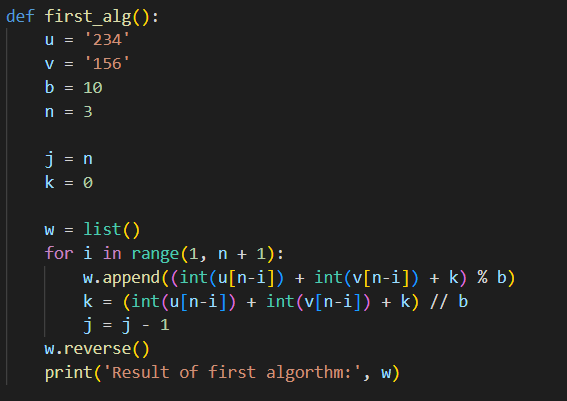 def first_alg():
    u = '234'
    v = '156'
    b = 10
    n = 3

    j = n
    k = 0

    w = list()
    for i in range(1, n + 1):
        w.append((int(u[n-i]) + int(v[n-i]) + k) % b)
        k = (int(u[n-i]) + int(v[n-i]) + k) // b
        j = j - 1
    w.reverse()
    print('Result of first algorthm:', w)